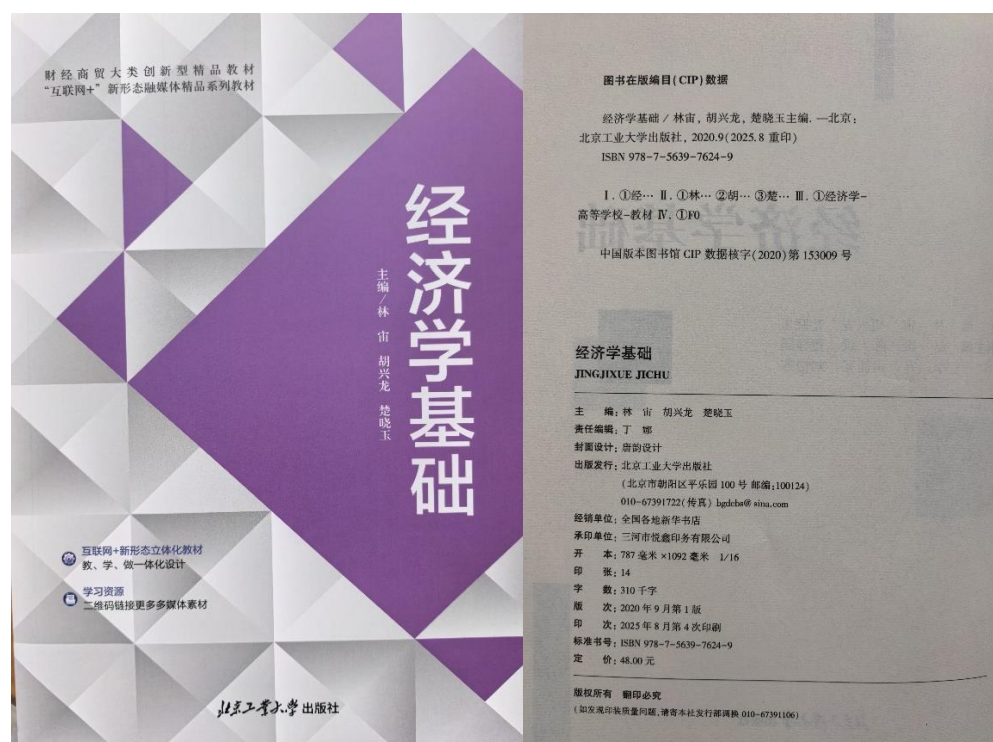 财经商贸大类创新型精品教材
“互联网+”新形态融媒体精品系列教材
经济学基础
主编/林 宙 胡兴龙 楚晓玉
互联网+新形态立体化教材
教、学、做一体化设计
学习资源
二维码链接更多多媒体素材
北京工业大学出版社
图书在版编目(CIP)数据
经济学基础 / 林宙, 胡兴龙, 楚晓玉主编. —北京:
北京工业大学出版社, 2020.9(2025.8 重印)
ISBN 978-7-5639-7624-9
Ⅰ. ①经… Ⅱ. ①林… ②胡… ③楚… Ⅲ. ①经济学-
高等学校-教材 Ⅳ. ①F0
中国版本图书馆 CIP 数据核字(2020)第 153009 号
经济学基础
JINGJIXUE JICHU
主 编: 林 宙 胡兴龙 楚晓玉
责任编辑: 丁 娜
封面设计: 唐韵设计
出版发行: 北京工业大学出版社
(北京市朝阳区平乐园 100 号 邮编:100124)
010-67391722(传真) bgdcbs@sina.com
经销单位: 全国各地新华书店
承印单位: 三河市悦鑫印务有限公司
开 本: 787 毫米×1092 毫米 1/16
印 张: 14
字 数: 310 千字
版 次: 2020 年 9 月第 1 版
印 次: 2025 年 8 月第 4 次印刷
标准书号: ISBN 978-7-5639-7624-9
定 价: 48.00 元
版权所有 翻印必究
(如发现印装质量问题,请寄本社发行部调换 010-67391106)